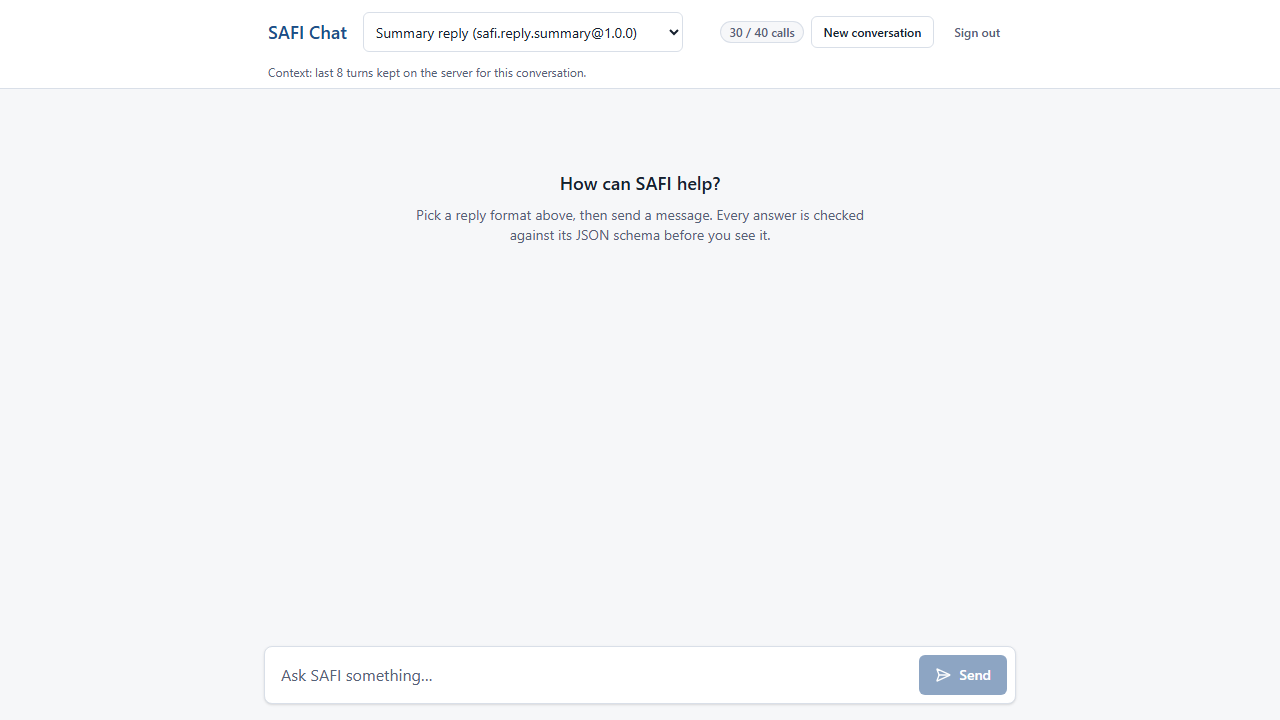 SAFI Chat
Summary reply (safi.reply.summary@1.0.0)
30 / 40 calls
New conversation
Sign out
Context: last 8 turns kept on the server for this conversation.
How can SAFI help?
Pick a reply format above, then send a message. Every answer is checked
against its JSON schema before you see it.
Ask SAFI something...
Send